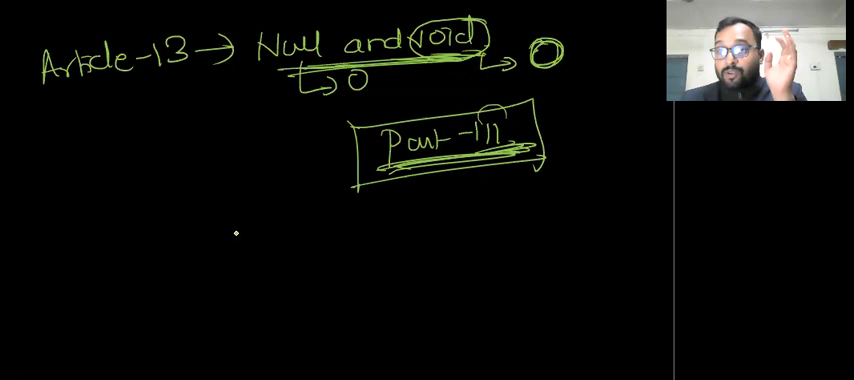 Article-13 → Null and void
↳ 0 ↳ 0
Part-III